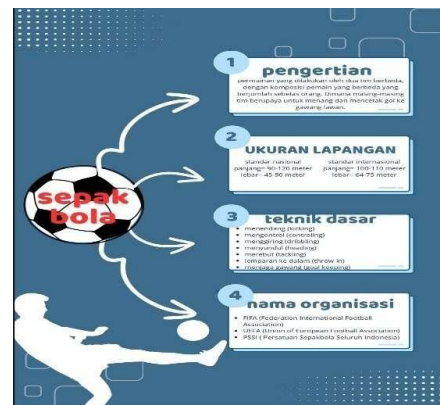 sepak
bola
1
pengertian
permainan yang dilakukan oleh dua tim berbeda,
dengan komposisi pemain yang berbeda yang
berjumlah sebelas orang. Dimana masing-masing
tim berupaya untuk menang dan mencetak gol ke
gawang lawan.
2
UKURAN LAPANGAN
standar nasional
panjang= 90-120 meter
lebar= 45-90 meter
standar internasional
panjang= 100-110 meter
lebar= 64-75 meter
3
teknik dasar
• menendang (kicking)
• mengontrol (controling)
• menggiring (dribbling)
• menyundul (heading)
• merebut (tackling)
• lemparan ke dalam (throw in)
• menjaga gawang (goal keeping)
4
nama organisasi
• FIFA (Federation International Football
Association)
• UEFA (Union of European Football Association)
• PSSI ( Persatuan Sepakbola Seluruh Indonesia)